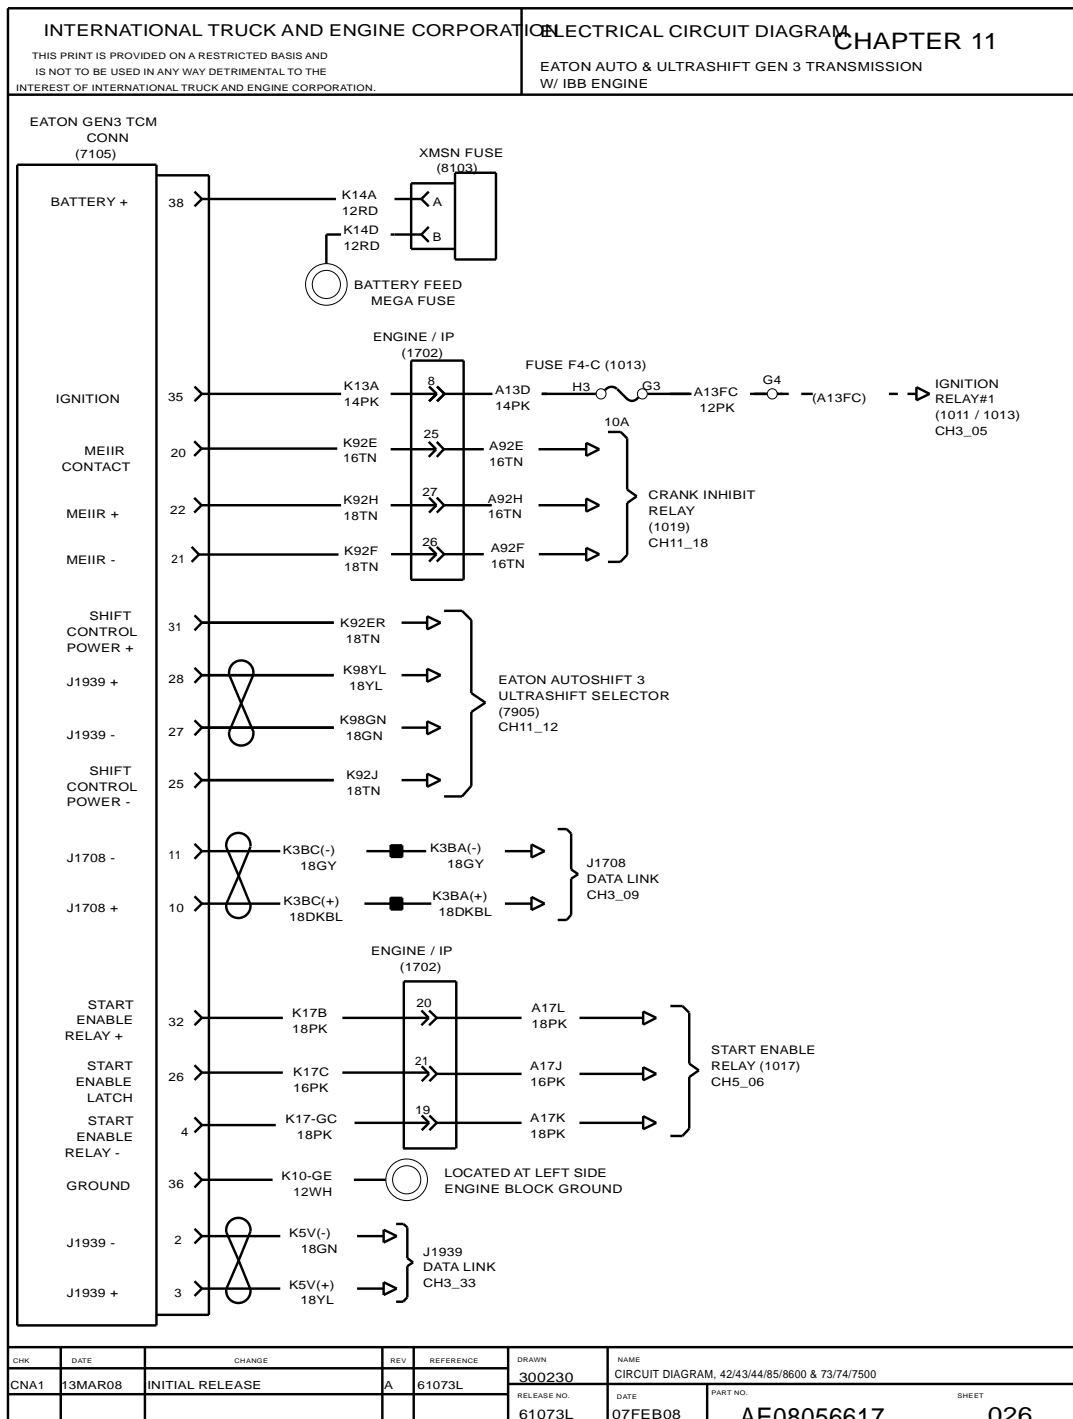 INTERNATIONAL TRUCK AND ENGINE CORPORATION
THIS PRINT IS PROVIDED ON A RESTRICTED BASIS AND
IS NOT TO BE USED IN ANY WAY DETRIMENTAL TO THE
INTEREST OF INTERNATIONAL TRUCK AND ENGINE CORPORATION.
ELECTRICAL CIRCUIT DIAGRAM
CHAPTER 11
EATON AUTO & ULTRASHIFT GEN 3 TRANSMISSION
W/ IBB ENGINE
EATON GEN3 TCM
CONN
(7105)
XMSN FUSE
(8103)
BATTERY +
38
K14A
12RD
A
K14D
12RD
B
BATTERY FEED
MEGA FUSE
ENGINE / IP
(1702)
FUSE F4-C (1013)
IGNITION
35
K13A
14PK
8
A13D
14PK
H3
G3
10A
A13FC
12PK
G4
(A13FC)
IGNITION
RELAY#1
(1011 / 1013)
CH3_05
MEIIR
CONTACT
20
K92E
16TN
25
A92E
16TN
MEIIR +
22
K92H
18TN
27
A92H
16TN
MEIIR -
21
K92F
18TN
26
A92F
16TN
CRANK INHIBIT
RELAY
(1019)
CH11_18
SHIFT
CONTROL
POWER +
31
K92ER
18TN
J1939 +
28
K98YL
18YL
J1939 -
27
K98GN
18GN
SHIFT
CONTROL
POWER -
25
K92J
18TN
EATON AUTOSHIFT 3
ULTRASHIFT SELECTOR
(7905)
CH11_12
J1708 -
11
K3BC(-)
18GY
K3BA(-)
18GY
J1708 +
10
K3BC(+)
18DKBL
K3BA(+)
18DKBL
J1708
DATA LINK
CH3_09
ENGINE / IP
(1702)
START
ENABLE
RELAY +
32
K17B
18PK
20
A17L
18PK
START
ENABLE
LATCH
26
K17C
16PK
21
A17J
16PK
START
ENABLE
RELAY -
4
K17-GC
18PK
19
A17K
18PK
START ENABLE
RELAY (1017)
CH5_06
GROUND
36
K10-GE
12WH
LOCATED AT LEFT SIDE
ENGINE BLOCK GROUND
J1939 -
2
K5V(-)
18GN
J1939 +
3
K5V(+)
18YL
J1939
DATA LINK
CH3_33
CHK DATE CHANGE REV REFERENCE
CNA1 13MAR08 INITIAL RELEASE A 61073L
DRAWN
300230
NAME
CIRCUIT DIAGRAM, 42/43/44/85/8600 & 73/74/7500
RELEASE NO.
61073L
DATE
07FEB08
PART NO.
AE08056617
SHEET
026